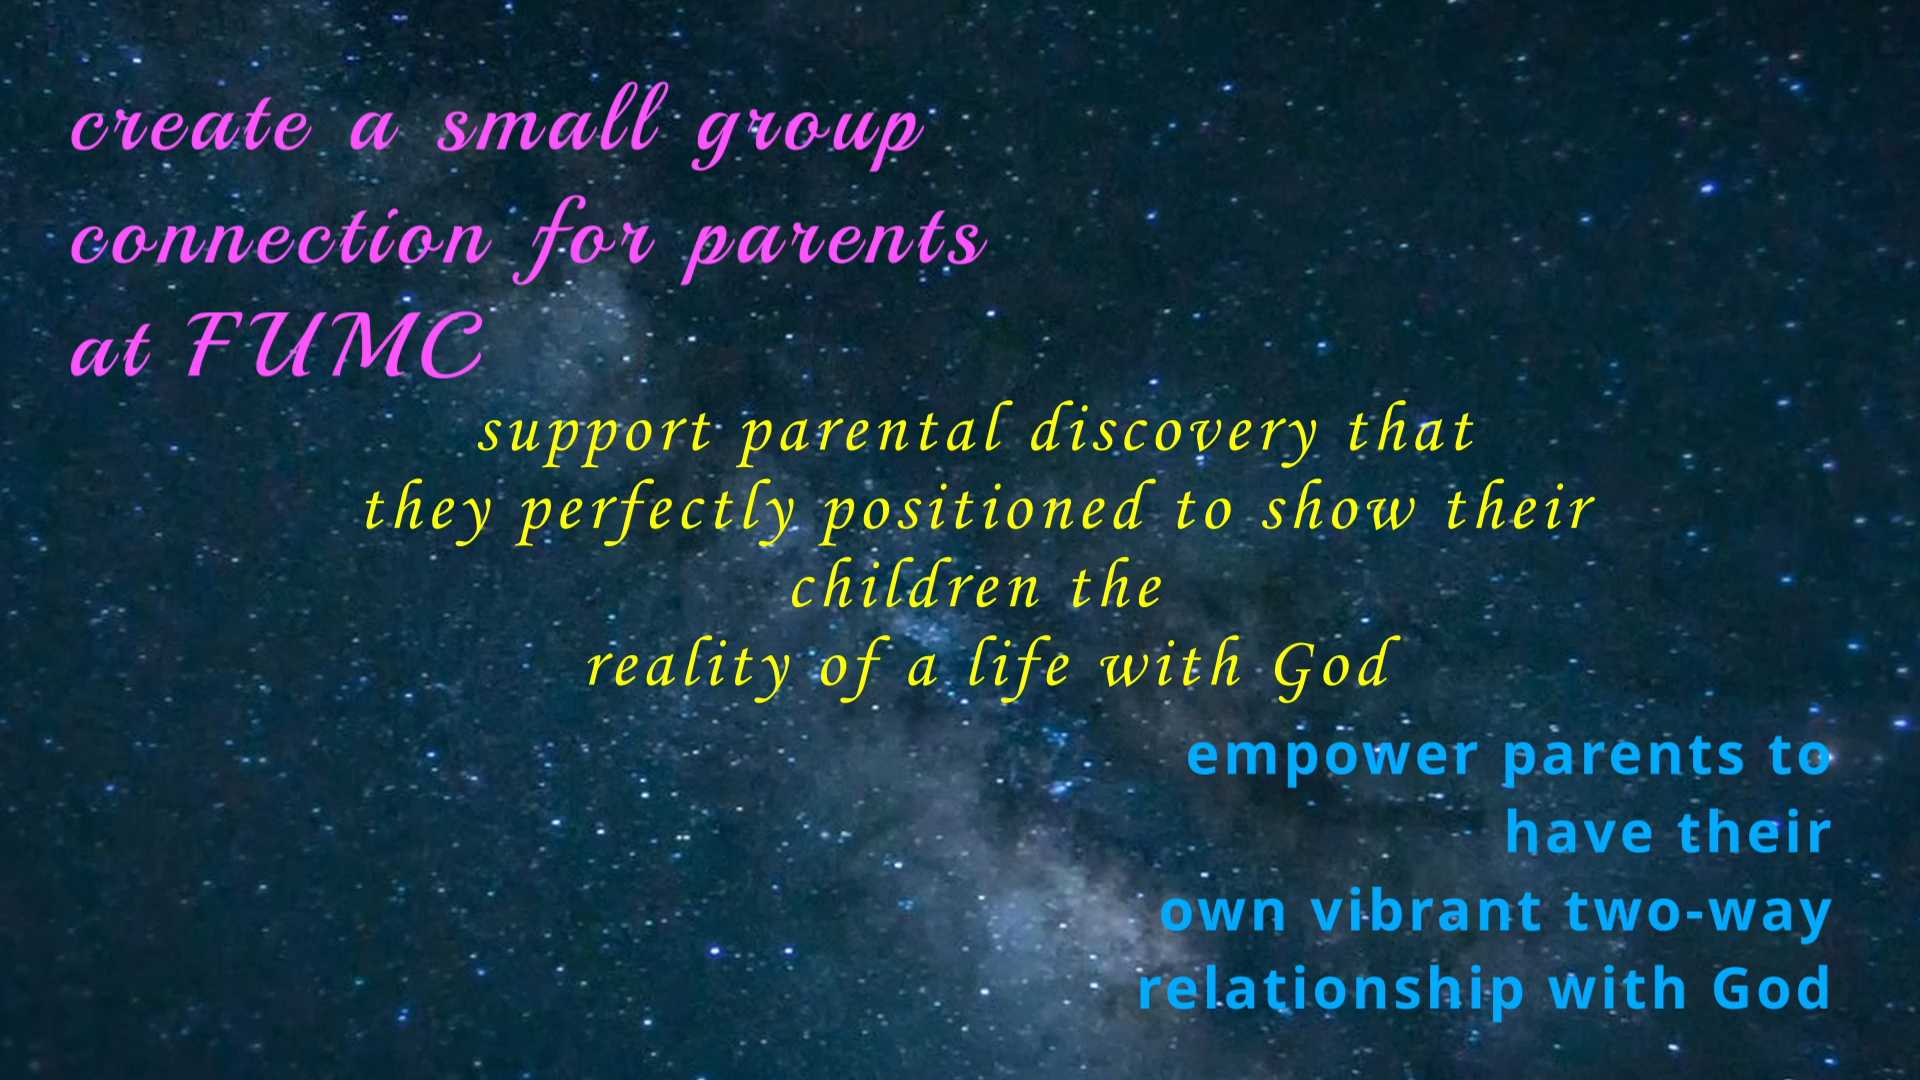 create a small group
connection for parents
at FUMC
support parental discovery that
they perfectly positioned to show their
children the
reality of a life with God
empower parents to
have their
own vibrant two-way
relationship with God